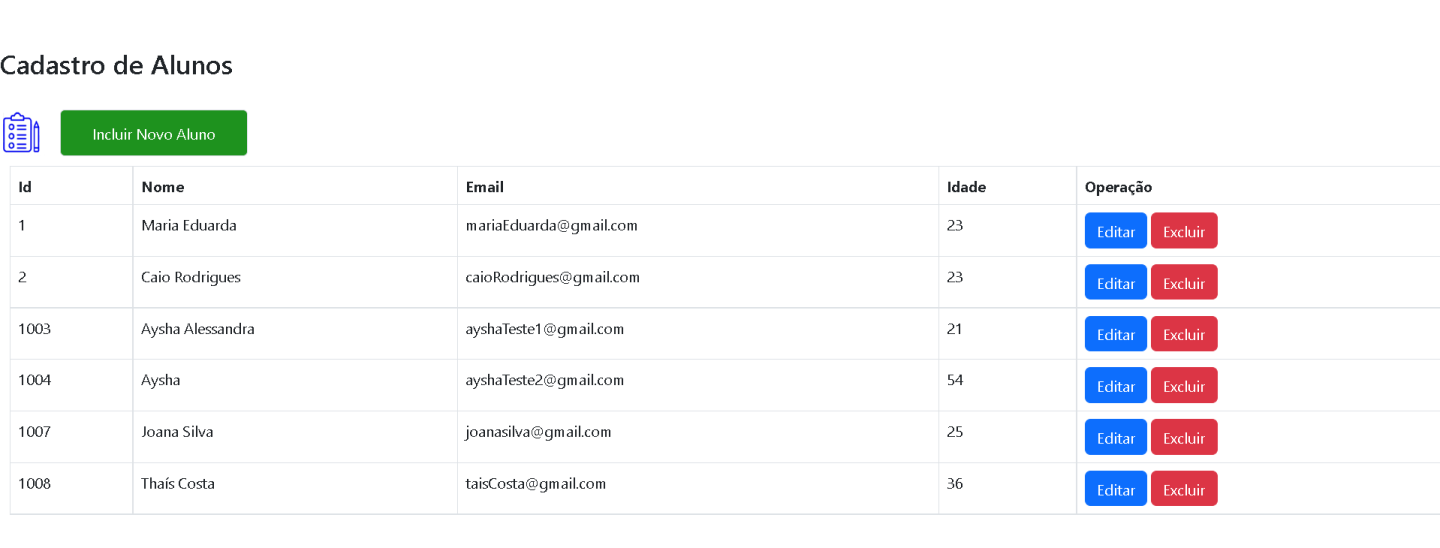 Cadastro de Alunos
Incluir Novo Aluno
Id Nome Email Idade Operação
1 Maria Eduarda mariaEduarda@gmail.com 23 Editar Excluir
2 Caio Rodrigues caioRodrigues@gmail.com 23 Editar Excluir
1003 Aysha Alessandra ayshaTeste1@gmail.com 21 Editar Excluir
1004 Aysha ayshaTeste2@gmail.com 54 Editar Excluir
1007 Joana Silva joanasilva@gmail.com 25 Editar Excluir
1008 Thaís Costa taisCosta@gmail.com 36 Editar Excluir